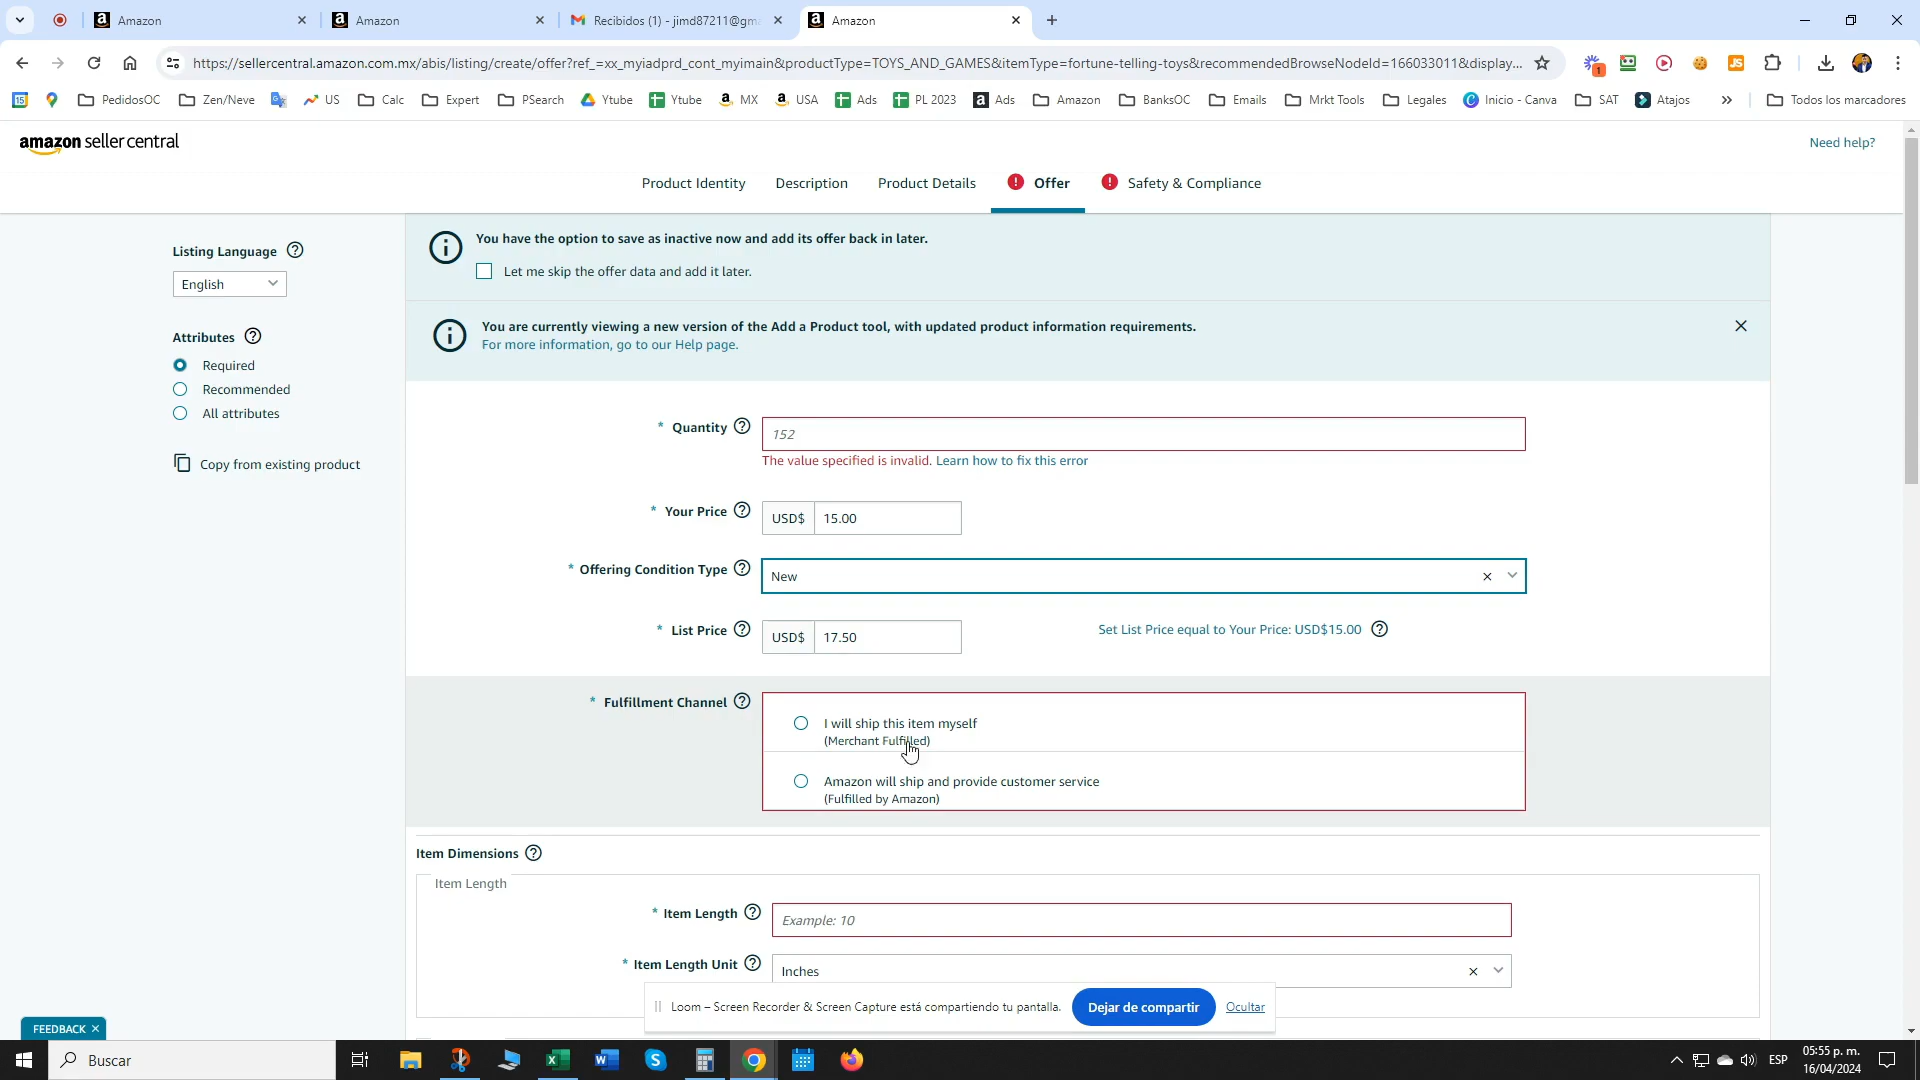 Amazon
Amazon
Recibidos (1) - jimd87211@gm
Amazon
https://sellercentral.amazon.com.mx/abis/listing/create/offer?ref_=xx_myiadprd_cont_myimain&productType=TOYS_AND_GAMES&itemType=fortune-telling-toys&recommendedBrowseNodeId=166033011&display...
PedidosOC
Zen/Neve
US
Calc
Expert
PSearch
Ytube
Ytube
MX
USA
Ads
PL 2023
Ads
Amazon
BanksOC
Emails
Mrkt Tools
Legales
Inicio - Canva
SAT
Atajos
»
Todos los marcadores
amazon seller central
Need help?
Product Identity
Description
Product Details
Offer
Safety & Compliance
Listing Language
English
Attributes
Required
Recommended
All attributes
Copy from existing product
You have the option to save as inactive now and add its offer back in later.
Let me skip the offer data and add it later.
You are currently viewing a new version of the Add a Product tool, with updated product information requirements.
For more information, go to our Help page.
* Quantity
152
The value specified is invalid. Learn how to fix this error
* Your Price
USD$ 15.00
* Offering Condition Type
New
* List Price
USD$ 17.50
Set List Price equal to Your Price: USD$15.00
* Fulfillment Channel
I will ship this item myself
(Merchant Fulfilled)
Amazon will ship and provide customer service
(Fulfilled by Amazon)
Item Dimensions
Item Length
* Item Length
Example: 10
* Item Length Unit
Inches
Loom – Screen Recorder & Screen Capture está compartiendo tu pantalla.
Dejar de compartir
Ocultar
FEEDBACK
Buscar
ESP
05:55 p. m.
16/04/2024